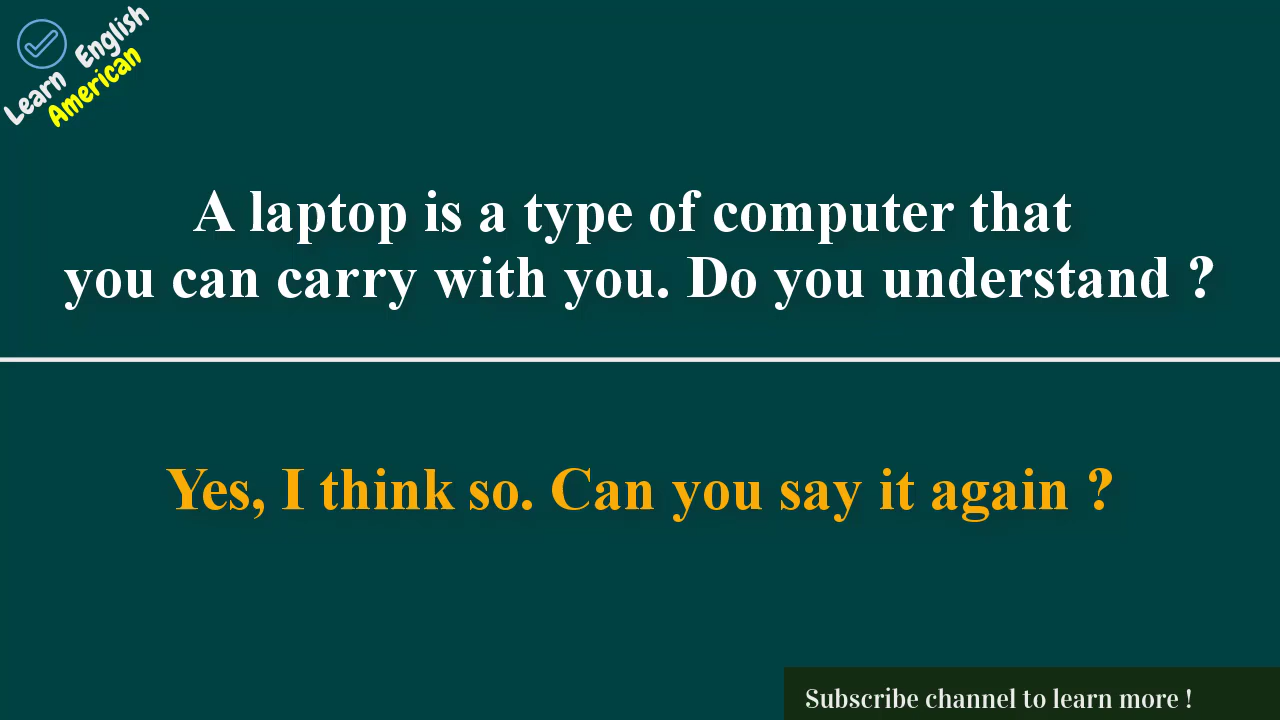 Learn English
American
A laptop is a type of computer that
you can carry with you. Do you understand ?
Yes, I think so. Can you say it again ?
Subscribe channel to learn more !